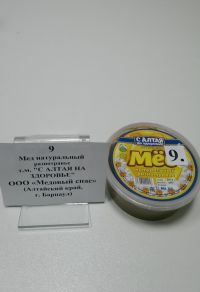 9
Мед натуральный
разнотравье
т.м. "С АЛТАЯ НА
ЗДОРОВЬЕ"
ООО «Медовый спас»
(Алтайский край,
г. Барнаул)
С АЛТАЯ
Мё
9.